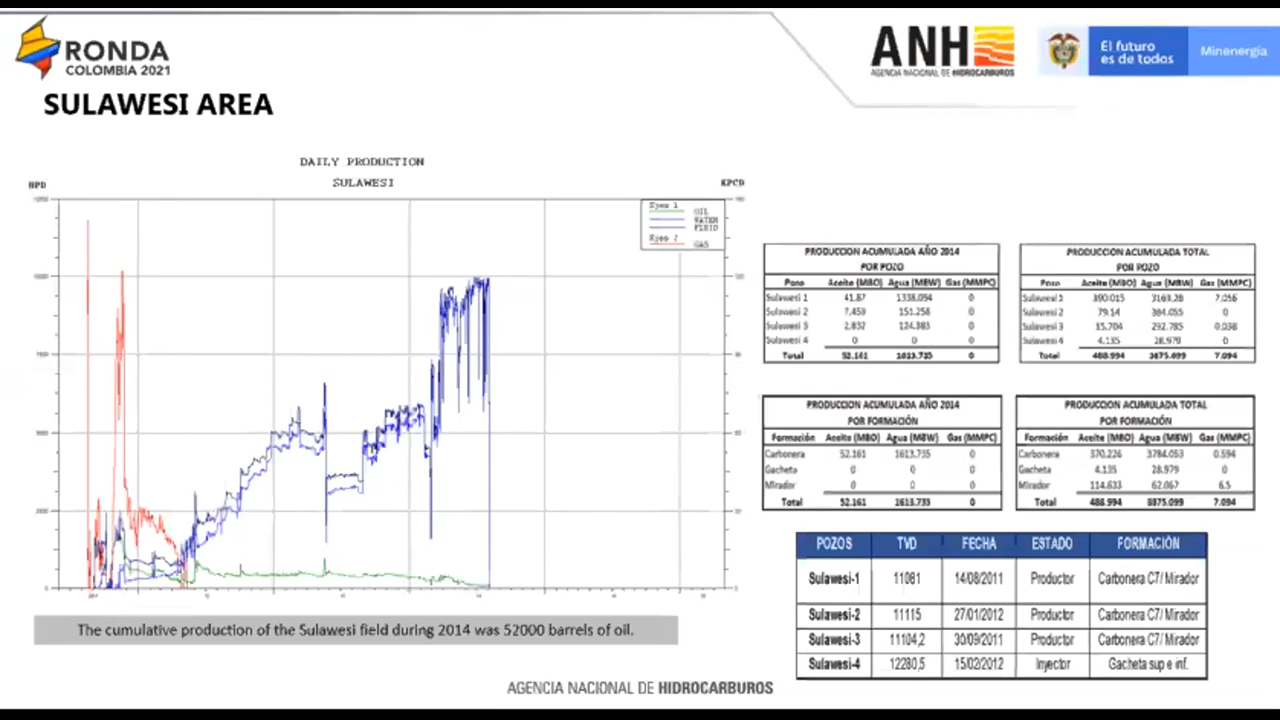 RONDA
COLOMBIA 2021
ANH
AGENCIA NACIONAL DE HIDROCARBUROS
El futuro
es de todos
Minenergía
SULAWESI AREA
DAILY PRODUCTION
SULAWESI
BPD
KPCD
Ejes 1
OIL
WATER
FLUID
Ejes 2
GAS
The cumulative production of the Sulawesi field during 2014 was 52000 barrels of oil.
PRODUCCION ACUMULADA AÑO 2014
POR POZO
Pozo Aceite (MBO) Agua (MBW) Gas (MMPC)
Sulawesi 1 41.87 1338.094 0
Sulawesi 2 7.459 151.258 0
Sulawesi 3 2.832 124.383 0
Sulawesi 4 0 0 0
Total 52.161 1613.735 0
PRODUCCION ACUMULADA TOTAL
POR POZO
Pozo Aceite (MBO) Agua (MBW) Gas (MMPC)
Sulawesi 1 390.015 3169.28 7.056
Sulawesi 2 79.14 384.055 0
Sulawesi 3 15.704 292.785 0.038
Sulawesi 4 4.135 28.979 0
Total 488.994 3875.099 7.094
PRODUCCION ACUMULADA AÑO 2014
POR FORMACIÓN
Formación Aceite (MBO) Agua (MBW) Gas (MMPC)
Carbonera 52.161 1613.735 0
Gacheta 0 0 0
Mirador 0 0 0
Total 52.161 1613.735 0
PRODUCCION ACUMULADA TOTAL
POR FORMACIÓN
Formación Aceite (MBO) Agua (MBW) Gas (MMPC)
Carbonera 370.226 3784.053 0.594
Gacheta 4.135 28.979 0
Mirador 114.633 62.067 6.5
Total 488.994 3875.099 7.094
POZOS TVD FECHA ESTADO FORMACIÓN
Sulawesi-1 11081 14/08/2011 Productor Carbonera C7/ Mirador
Sulawesi-2 11115 27/01/2012 Productor Carbonera C7/ Mirador
Sulawesi-3 11104,2 30/09/2011 Productor Carbonera C7/ Mirador
Sulawesi-4 12280,5 15/02/2012 Inyector Gacheta sup e inf.
AGENCIA NACIONAL DE HIDROCARBUROS